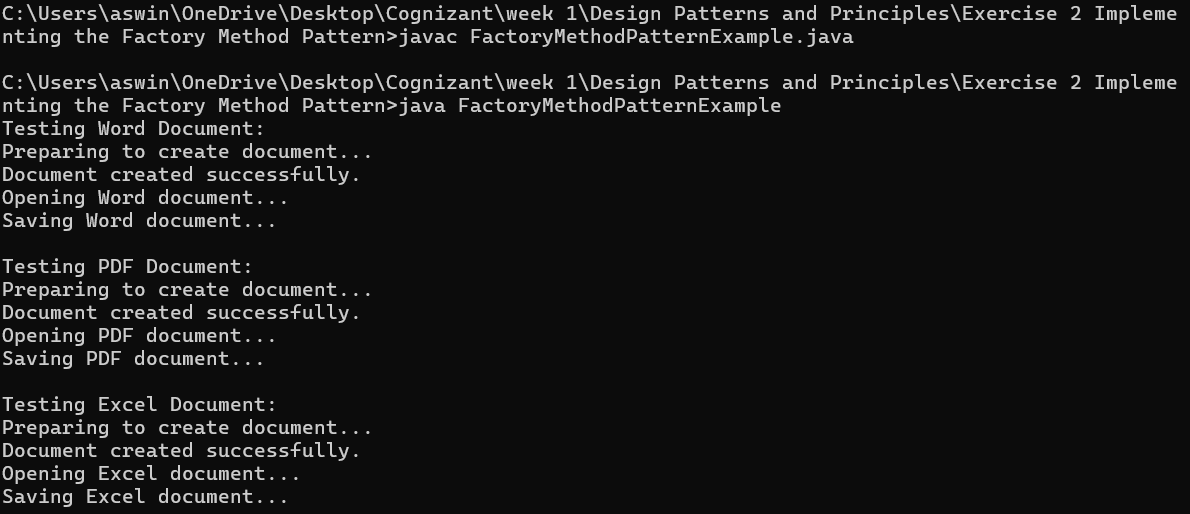 C:\Users\aswin\OneDrive\Desktop\Cognizant\week 1\Design Patterns and Principles\Exercise 2 Impleme
nting the Factory Method Pattern>javac FactoryMethodPatternExample.java
C:\Users\aswin\OneDrive\Desktop\Cognizant\week 1\Design Patterns and Principles\Exercise 2 Impleme
nting the Factory Method Pattern>java FactoryMethodPatternExample
Testing Word Document:
Preparing to create document...
Document created successfully.
Opening Word document...
Saving Word document...
Testing PDF Document:
Preparing to create document...
Document created successfully.
Opening PDF document...
Saving PDF document...
Testing Excel Document:
Preparing to create document...
Document created successfully.
Opening Excel document...
Saving Excel document...